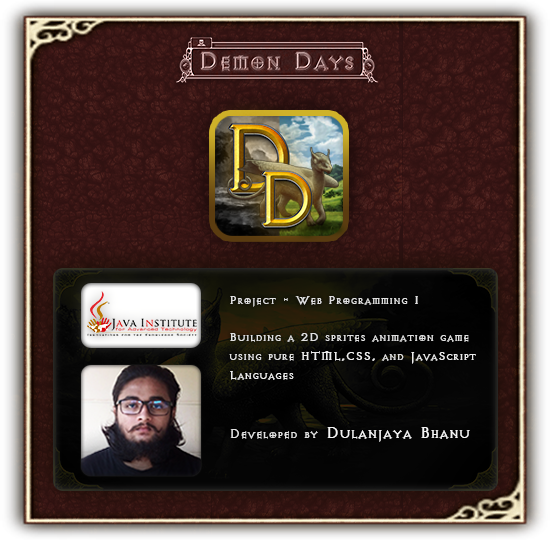 Demon Days
DD
Project ~ Web Programming I
Java Institute
for Advanced Technology
Building a 2D sprites animation game
using pure HTML,CSS, and JavaScript
Languages
Developed by Dulanjaya Bhanu